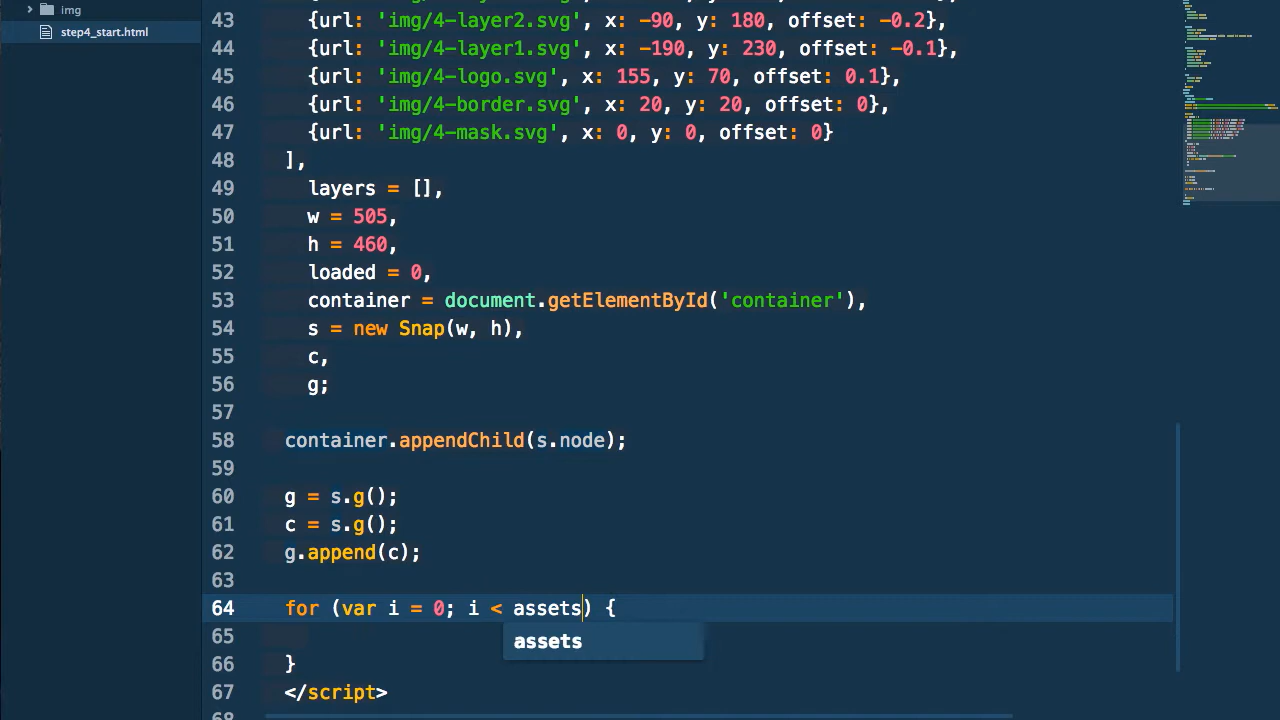 img
step4_start.html
43 {url: 'img/4-layer2.svg', x: -90, y: 180, offset: -0.2},
44 {url: 'img/4-layer1.svg', x: -190, y: 230, offset: -0.1},
45 {url: 'img/4-logo.svg', x: 155, y: 70, offset: 0.1},
46 {url: 'img/4-border.svg', x: 20, y: 20, offset: 0},
47 {url: 'img/4-mask.svg', x: 0, y: 0, offset: 0}
48 ],
49 layers = [],
50 w = 505,
51 h = 460,
52 loaded = 0,
53 container = document.getElementById('container'),
54 s = new Snap(w, h),
55 c,
56 g;
57
58 container.appendChild(s.node);
59
60 g = s.g();
61 c = s.g();
62 g.append(c);
63
64 for (var i = 0; i < assets) {
65 assets
66 }
67 </script>
68